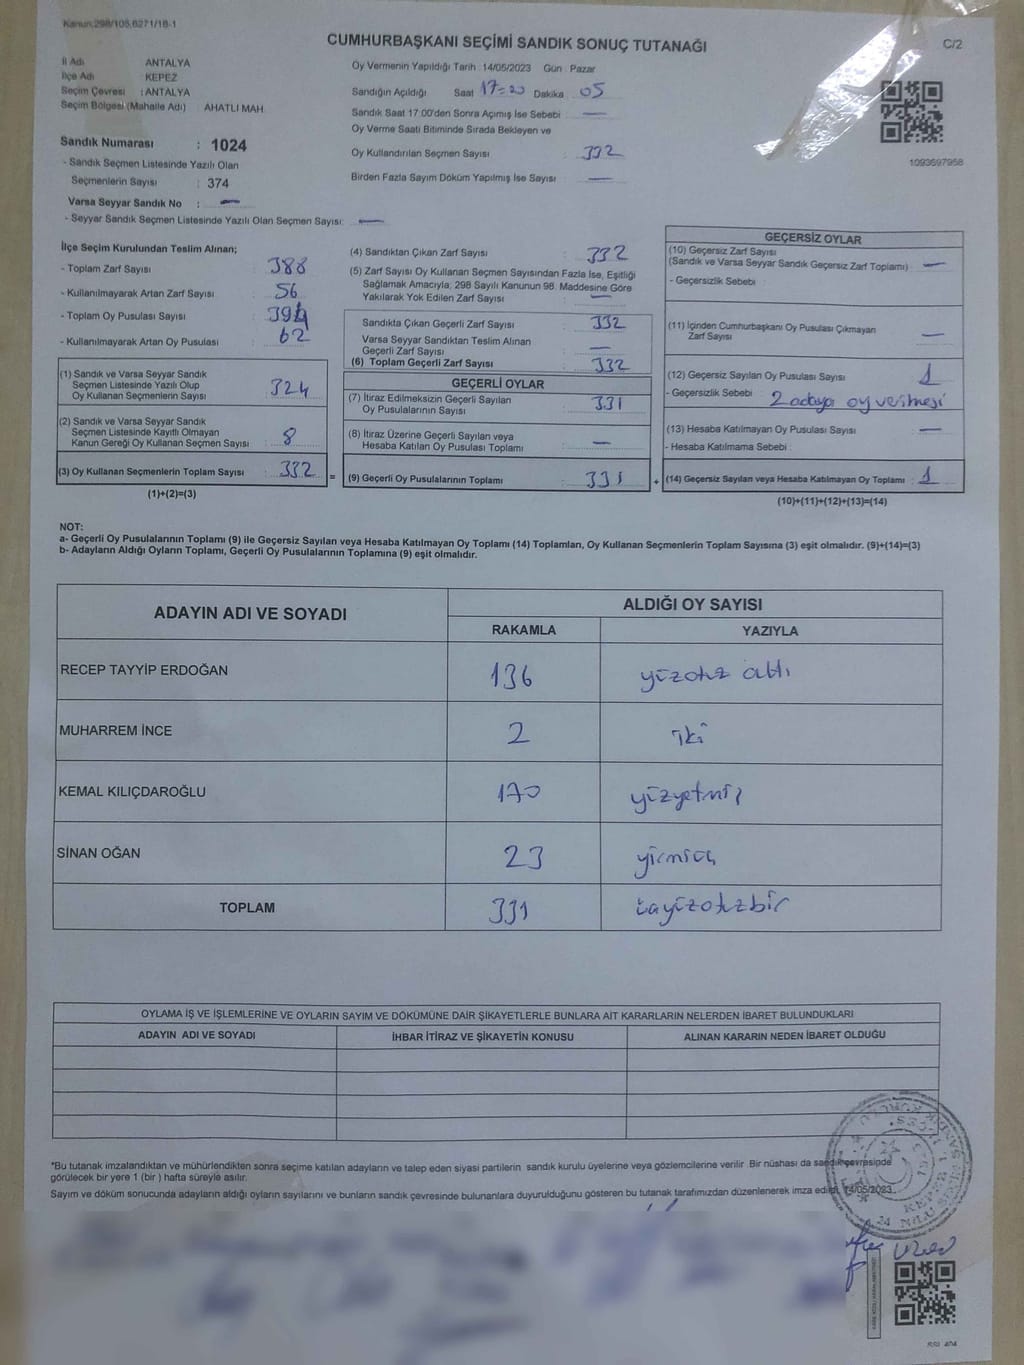 Kanun:298/105,6271/18-1
CUMHURBAŞKANI SEÇİMİ SANDIK SONUÇ TUTANAĞI
C/2
İl Adı ANTALYA
İlçe Adı : KEPEZ
Seçim Çevresi : ANTALYA
Seçim Bölgesi (Mahalle Adı) AHATLI MAH.
Sandık Numarası : 1024
- Sandık Seçmen Listesinde Yazılı Olan
Seçmenlerin Sayısı : 374
Varsa Seyyar Sandık No : —
- Seyyar Sandık Seçmen Listesinde Yazılı Olan Seçmen Sayısı: —
Oy Vermenin Yapıldığı Tarih : 14/05/2023 Gün : Pazar
Sandığın Açıldığı Saat 17=20 Dakika 05
Sandık Saat 17.00'den Sonra Açımış İse Sebebi : —
Oy Verme Saati Bitiminde Sırada Bekleyen ve
Oy Kullandırılan Seçmen Sayısı : 332
Birden Fazla Sayım Döküm Yapılmış İse Sayısı : —
1093697958
İlçe Seçim Kurulundan Teslim Alınan;
- Toplam Zarf Sayısı : 388
- Kullanılmayarak Artan Zarf Sayısı : 56
- Toplam Oy Pusulası Sayısı : 394
- Kullanılmayarak Artan Oy Pusulası : 62
(1) Sandık ve Varsa Seyyar Sandık
Seçmen Listesinde Yazılı Olup
Oy Kullanan Seçmenlerin Sayısı : 324
(2) Sandık ve Varsa Seyyar Sandık
Seçmen Listesinde Kayıtlı Olmayan
Kanun Gereği Oy Kullanan Seçmen Sayısı : 8
(3) Oy Kullanan Seçmenlerin Toplam Sayısı : 332
(1)+(2)=(3)
=
(4) Sandıktan Çıkan Zarf Sayısı : 332
(5) Zarf Sayısı Oy Kullanan Seçmen Sayısından Fazla İse, Eşitliği
Sağlamak Amacıyla; 298 Sayılı Kanunun 98. Maddesine Göre
Yakılarak Yok Edilen Zarf Sayısı : —
Sandıkta Çıkan Geçerli Zarf Sayısı : 332
Varsa Seyyar Sandıktan Teslim Alınan
Geçerli Zarf Sayısı : —
(6) Toplam Geçerli Zarf Sayısı : 332
GEÇERLİ OYLAR
(7) İtiraz Edilmeksizin Geçerli Sayılan
Oy Pusulalarının Sayısı : 331
(8) İtiraz Üzerine Geçerli Sayılan veya
Hesaba Katılan Oy Pusulası Toplamı : —
(9) Geçerli Oy Pusulalarının Toplamı : 331
+
GEÇERSİZ OYLAR
(10) Geçersiz Zarf Sayısı
(Sandık ve Varsa Seyyar Sandık Geçersiz Zarf Toplamı) : —
- Geçersizlik Sebebi :
(11) İçinden Cumhurbaşkanı Oy Pusulası Çıkmayan
Zarf Sayısı : —
(12) Geçersiz Sayılan Oy Pusulası Sayısı : 1
- Geçersizlik Sebebi : 2 adaya oy verilmesi
(13) Hesaba Katılmayan Oy Pusulası Sayısı : —
- Hesaba Katılmama Sebebi :
(14) Geçersiz Sayılan veya Hesaba Katılmayan Oy Toplamı : 1
(10)+(11)+(12)+(13)=(14)
NOT:
a- Geçerli Oy Pusulalarının Toplamı (9) ile Geçersiz Sayılan veya Hesaba Katılmayan Oy Toplamı (14) Toplamları, Oy Kullanan Seçmenlerin Toplam Sayısına (3) eşit olmalıdır. (9)+(14)=(3)
b- Adayların Aldığı Oyların Toplamı, Geçerli Oy Pusulalarının Toplamına (9) eşit olmalıdır.
ADAYIN ADI VE SOYADI
ALDIĞI OY SAYISI
RAKAMLA YAZIYLA
RECEP TAYYİP ERDOĞAN 136 yüzotuz altı
MUHARREM İNCE 2 iki
KEMAL KILIÇDAROĞLU 170 yüzyetmiş
SİNAN OĞAN 23 yirmiüç
TOPLAM 331 üçyüzotuzbir
OYLAMA İŞ VE İŞLEMLERİNE VE OYLARIN SAYIM VE DÖKÜMÜNE DAİR ŞİKAYETLERLE BUNLARA AİT KARARLARIN NELERDEN İBARET BULUNDUKLARI
ADAYIN ADI VE SOYADI İHBAR İTİRAZ VE ŞİKAYETİN KONUSU ALINAN KARARIN NEDEN İBARET OLDUĞU
*Bu tutanak imzalandıktan ve mühürlendikten sonra seçime katılan adayların ve talep eden siyasi partilerin sandık kurulu üyelerine veya gözlemcilerine verilir. Bir nüshası da sandık çevresinde
görülecek bir yere 1 (bir) hafta süreyle asılır.
Sayım ve döküm sonucunda adayların aldığı oyların sayılarını ve bunların sandık çevresinde bulunanlara duyurulduğunu gösteren bu tutanak tarafımızdan düzenlenerek imza edildi. 14/05/2023